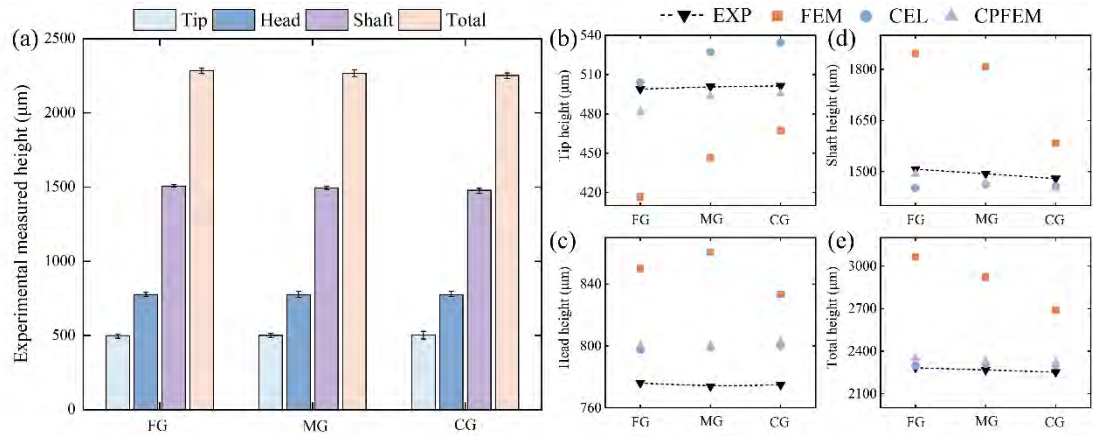 Tip Head Shaft Total
EXP FEM CEL CPFEM
(a)
Experimental measured height (μm)
2500
2000
1500
1000
500
0
FG MG CG
(b)
Tip height (μm)
540
510
480
450
420
FG MG CG
(c)
Head height (μm)
840
800
760
FG MG CG
(d)
Shaft height (μm)
1800
1650
1500
FG MG CG
(e)
Total height (μm)
3000
2700
2400
2100
FG MG CG